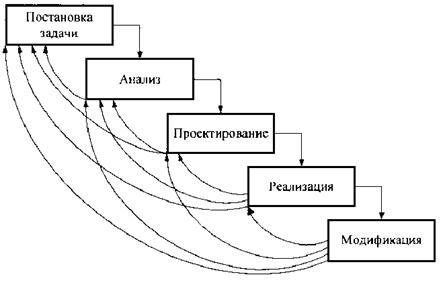 Постановка
задачи
Анализ
Проектирование
Реализация
Модификация